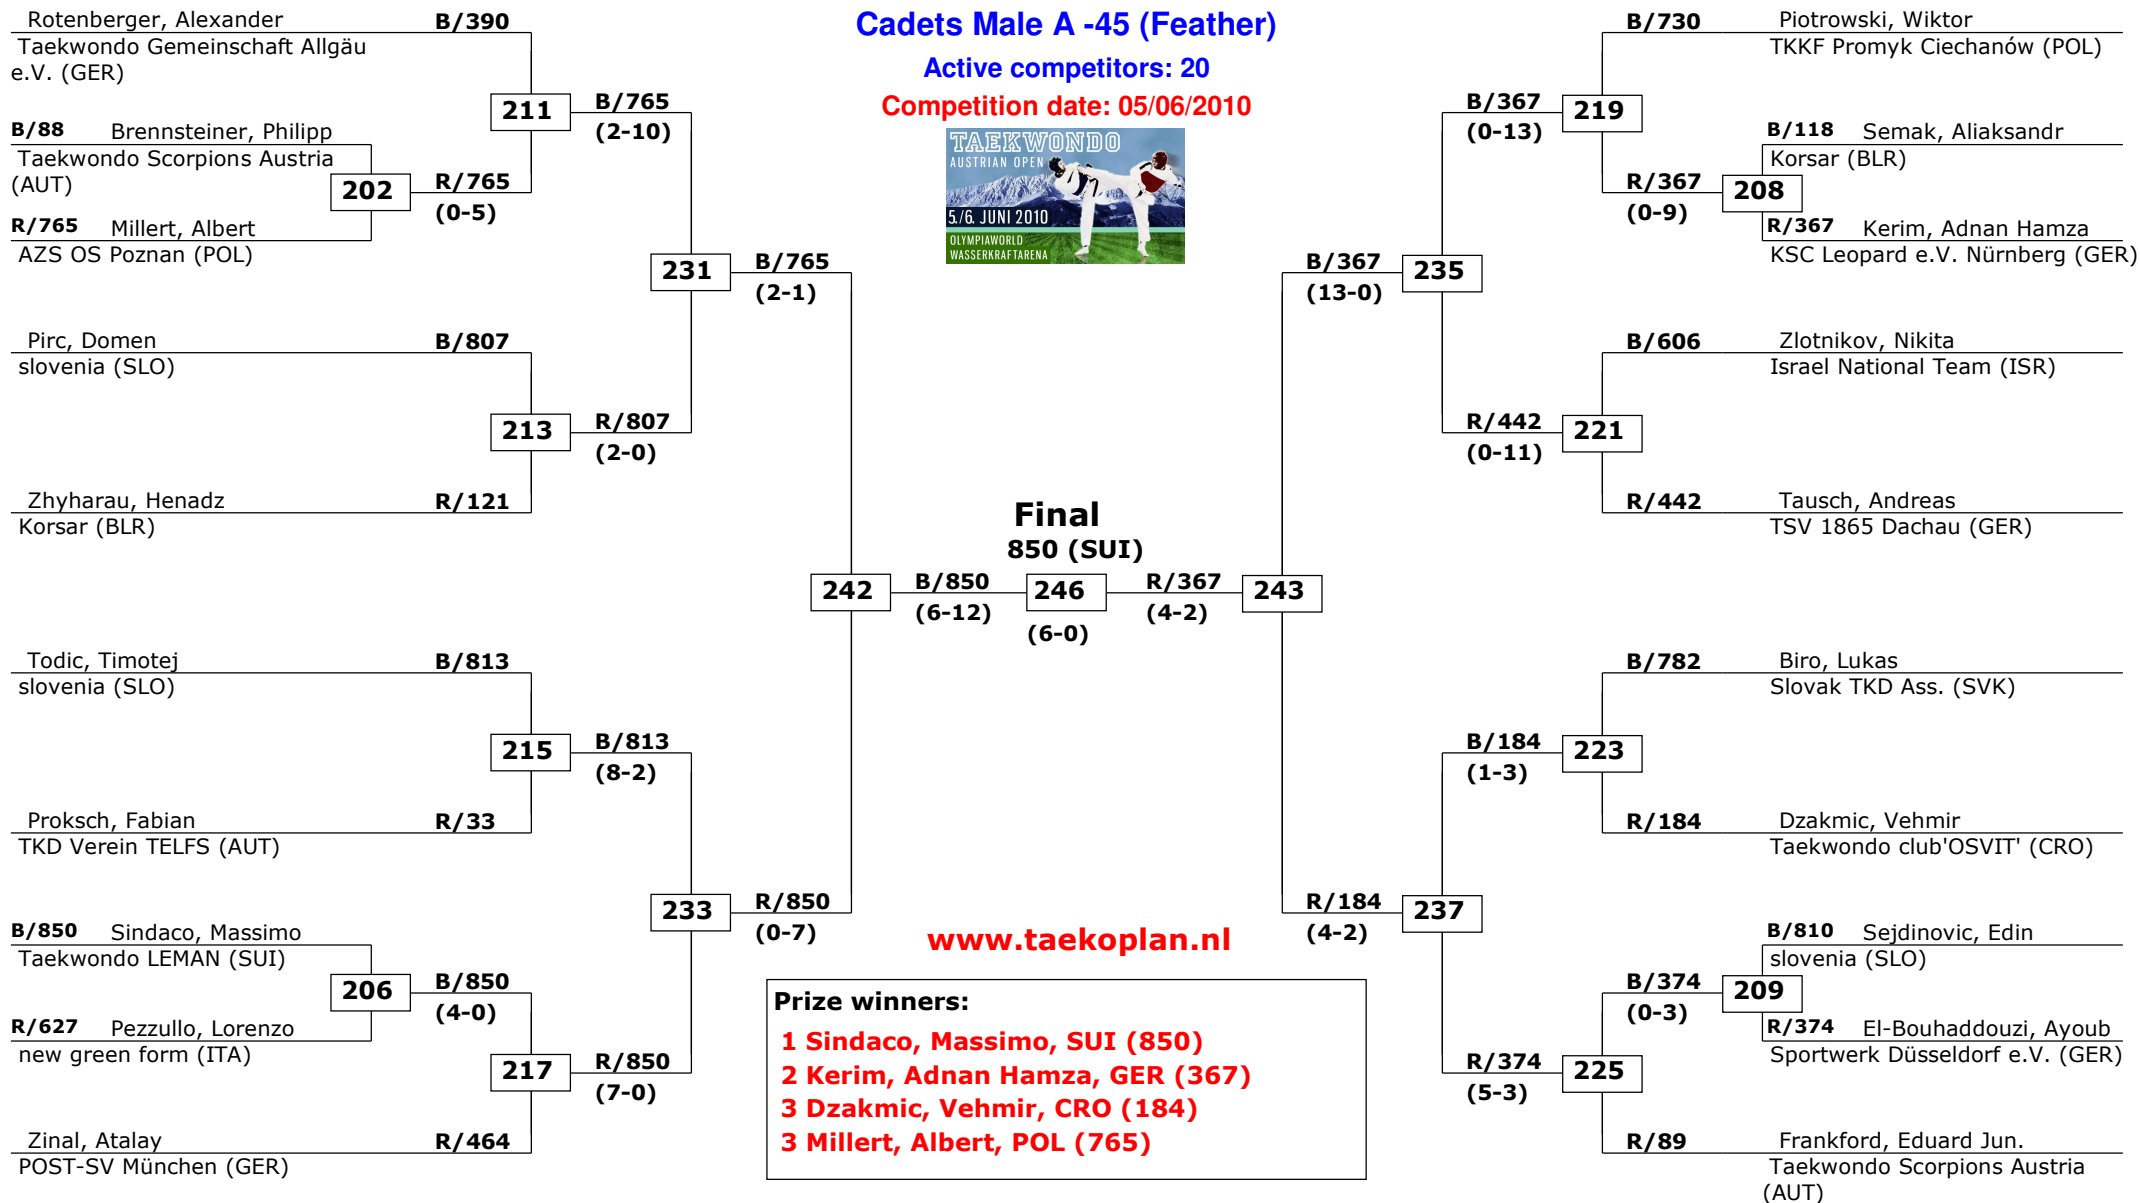 Cadets Male A -45 (Feather)
Active competitors: 20
Competition date: 05/06/2010
TAEKWONDO
AUSTRIAN OPEN
5./6. JUNI 2010
OLYMPIAWORLD
WASSERKRAFTARENA
Rotenberger, Alexander B/390
Taekwondo Gemeinschaft Allgäu
e.V. (GER)
211
B/765
(2-10)
B/88 Brennsteiner, Philipp
Taekwondo Scorpions Austria
(AUT)
202
R/765
(0-5)
R/765 Millert, Albert
AZS OS Poznan (POL)
231
B/765
(2-1)
Pirc, Domen B/807
slovenia (SLO)
213
R/807
(2-0)
Zhyharau, Henadz R/121
Korsar (BLR)
242
B/850
(6-12)
Todic, Timotej B/813
slovenia (SLO)
215
B/813
(8-2)
Proksch, Fabian R/33
TKD Verein TELFS (AUT)
233
R/850
(0-7)
B/850 Sindaco, Massimo
Taekwondo LEMAN (SUI)
206
B/850
(4-0)
R/627 Pezzullo, Lorenzo
new green form (ITA)
217
R/850
(7-0)
Zinal, Atalay R/464
POST-SV München (GER)
Final
850 (SUI)
246
(6-0)
R/367
(4-2)
243
B/730 Piotrowski, Wiktor
TKKF Promyk Ciechanów (POL)
B/367
(0-13)
219
B/118 Semak, Aliaksandr
Korsar (BLR)
R/367
(0-9)
208
R/367 Kerim, Adnan Hamza
KSC Leopard e.V. Nürnberg (GER)
B/367
(13-0)
235
B/606 Zlotnikov, Nikita
Israel National Team (ISR)
R/442
(0-11)
221
R/442 Tausch, Andreas
TSV 1865 Dachau (GER)
B/782 Biro, Lukas
Slovak TKD Ass. (SVK)
B/184
(1-3)
223
R/184 Dzakmic, Vehmir
Taekwondo club'OSVIT' (CRO)
R/184
(4-2)
237
B/810 Sejdinovic, Edin
slovenia (SLO)
B/374
(0-3)
209
R/374 El-Bouhaddouzi, Ayoub
Sportwerk Düsseldorf e.V. (GER)
R/374
(5-3)
225
R/89 Frankford, Eduard Jun.
Taekwondo Scorpions Austria
(AUT)
www.taekoplan.nl
Prize winners:
1 Sindaco, Massimo, SUI (850)
2 Kerim, Adnan Hamza, GER (367)
3 Dzakmic, Vehmir, CRO (184)
3 Millert, Albert, POL (765)